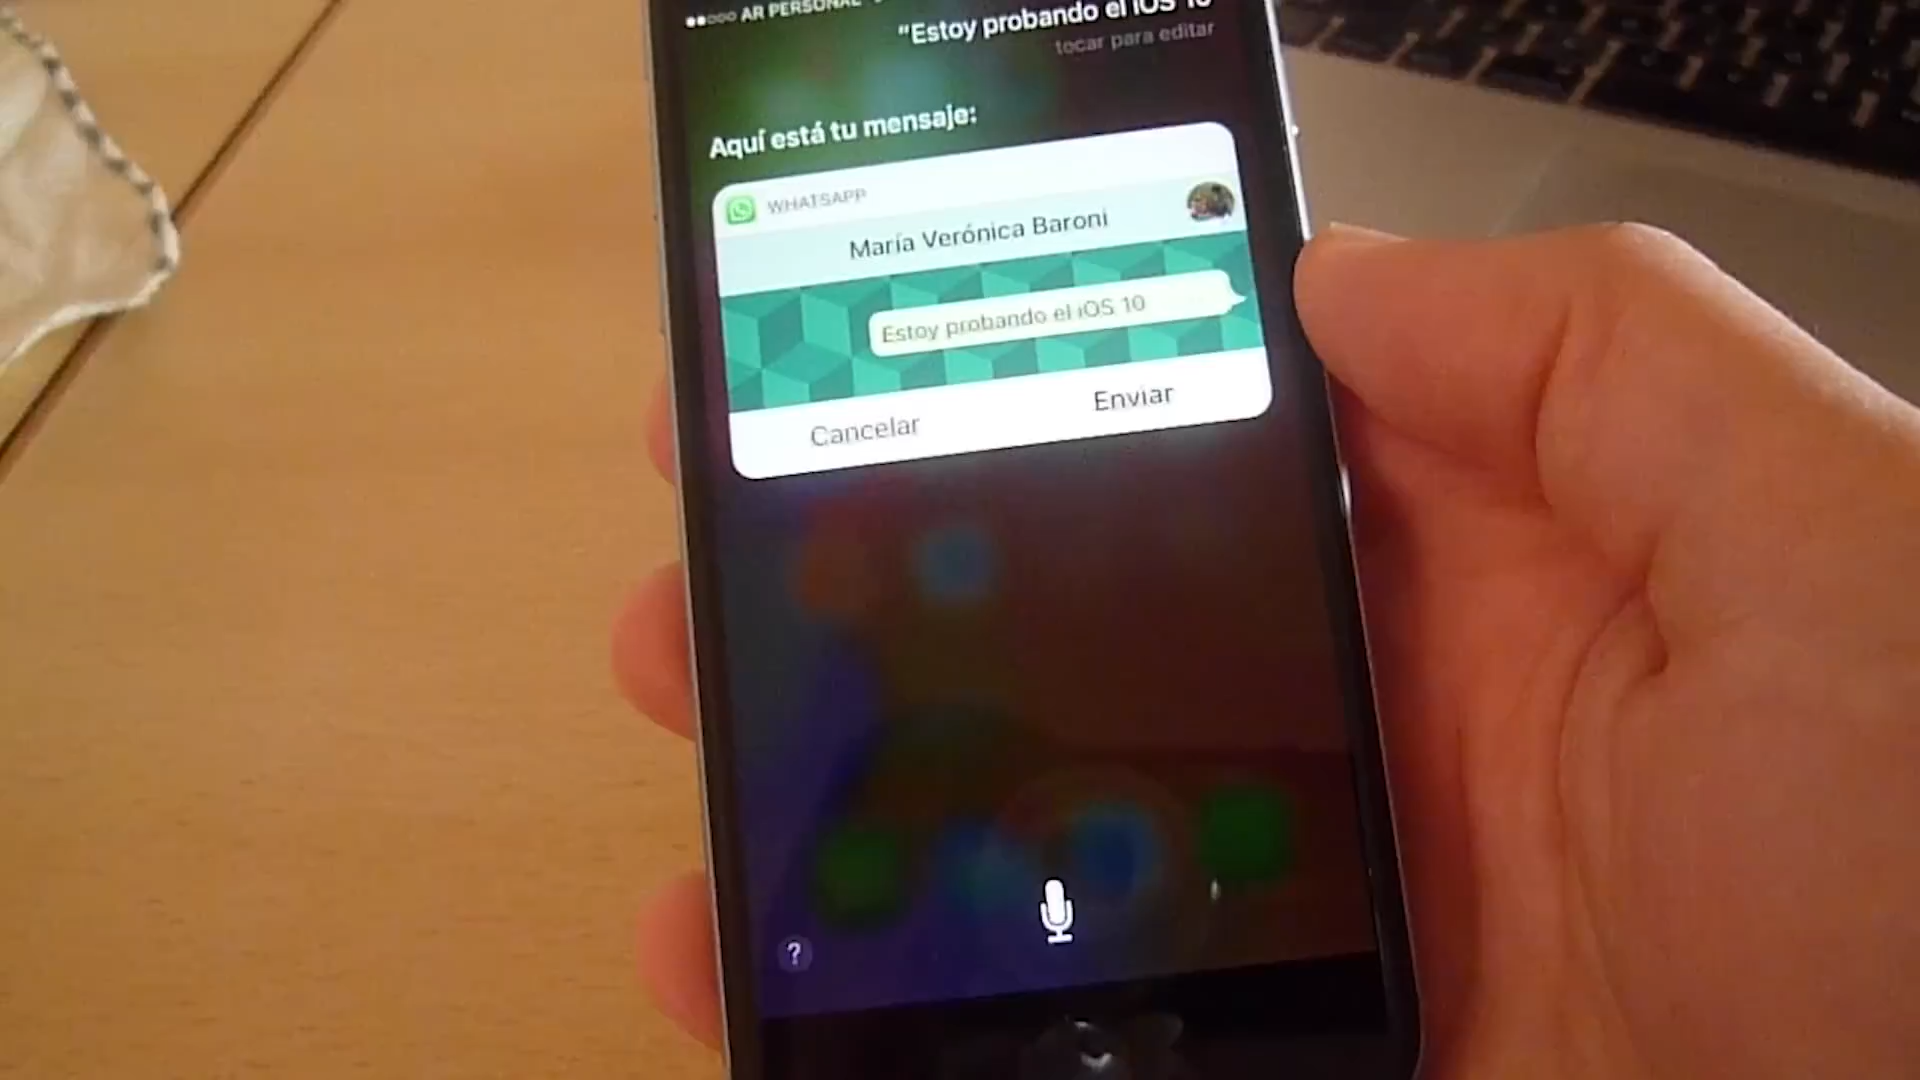 AR PERSONAL
“Estoy probando el iOS 10
tocar para editar
Aquí está tu mensaje:
WHATSAPP
María Verónica Baroni
Estoy probando el iOS 10
Cancelar
Enviar
?